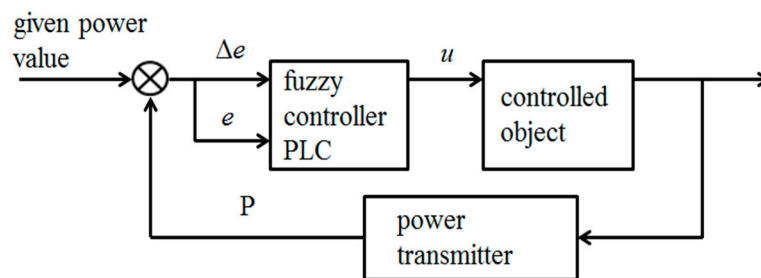 given power
value
Δe
e
fuzzy
controller
PLC
u
controlled
object
P
power
transmitter